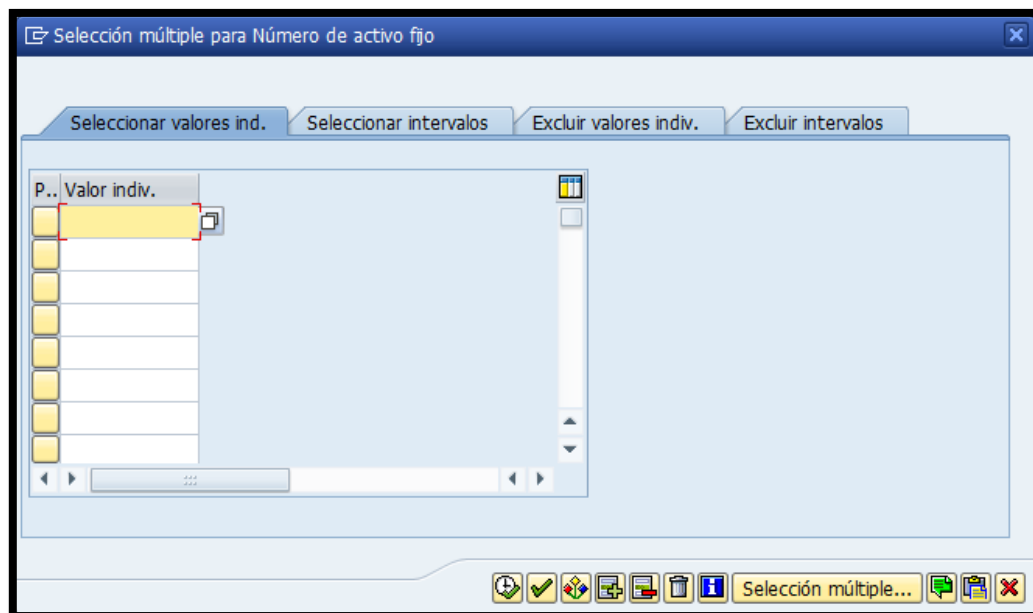 Selección múltiple para Número de activo fijo
Seleccionar valores ind. Seleccionar intervalos Excluir valores indiv. Excluir intervalos
P.. Valor indiv.
Selección múltiple...